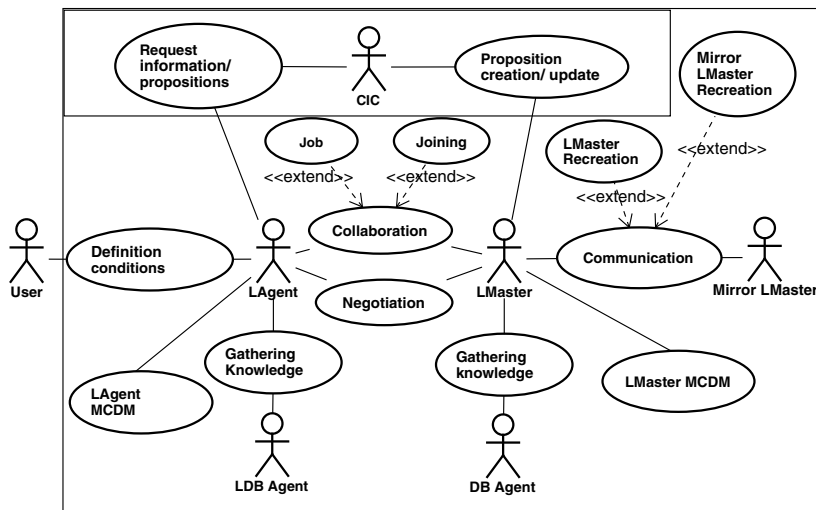 Request
information/
propositions
CIC
Proposition
creation/ update
Mirror
LMaster
Recreation
Job
Joining
LMaster
Recreation
<<extend>>
<<extend>>
<<extend>>
<<extend>>
User
Definition
conditions
LAgent
Collaboration
Negotiation
LMaster
Communication
Mirror LMaster
LAgent
MCDM
Gathering
Knowledge
Gathering
knowledge
LMaster MCDM
LDB Agent
DB Agent